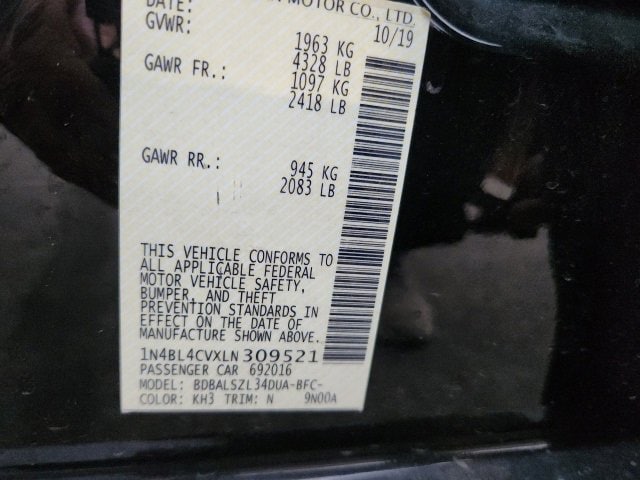 DATE: MOTOR CO., LTD.
GVWR: 10/19
1963 KG
4328 LB
GAWR FR.: 1097 KG
2418 LB
GAWR RR.: 945 KG
2083 LB
THIS VEHICLE CONFORMS TO
ALL APPLICABLE FEDERAL
MOTOR VEHICLE SAFETY,
BUMPER, AND THEFT
PREVENTION STANDARDS IN
EFFECT ON THE DATE OF
MANUFACTURE SHOWN ABOVE.
1N4BL4CVXLN309521
PASSENGER CAR 692016
MODEL: BDBALSZL34DUA-BFC-
COLOR: KH3 TRIM: N 9N00A